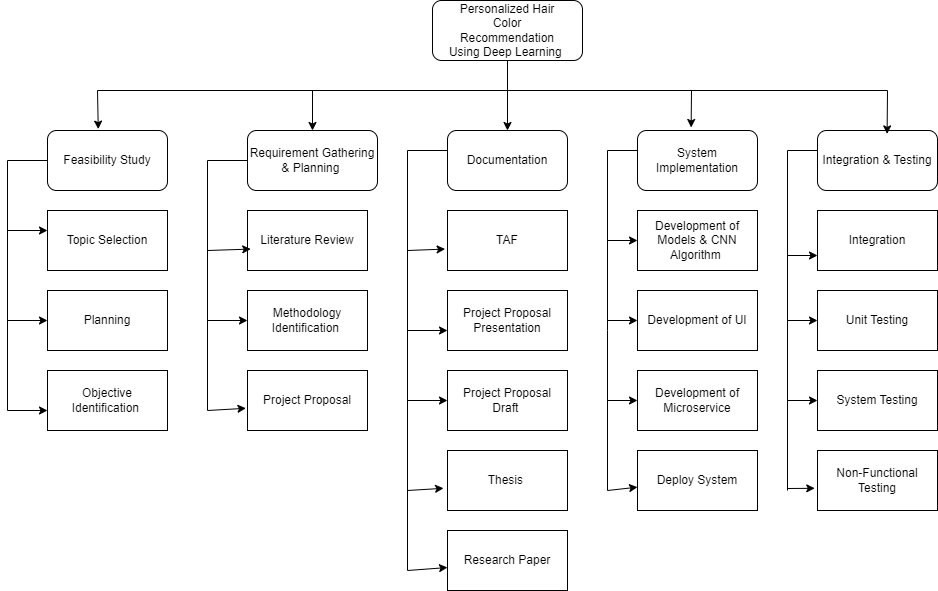 Personalized Hair
Color
Recommendation
Using Deep Learning
Feasibility Study
Requirement Gathering
& Planning
Documentation
System
Implementation
Integration & Testing
Topic Selection
Literature Review
TAF
Development of
Models & CNN
Algorithm
Integration
Planning
Methodology
Identification
Project Proposal
Presentation
Development of UI
Unit Testing
Objective
Identification
Project Proposal
Project Proposal
Draft
Development of
Microservice
System Testing
Thesis
Deploy System
Non-Functional
Testing
Research Paper